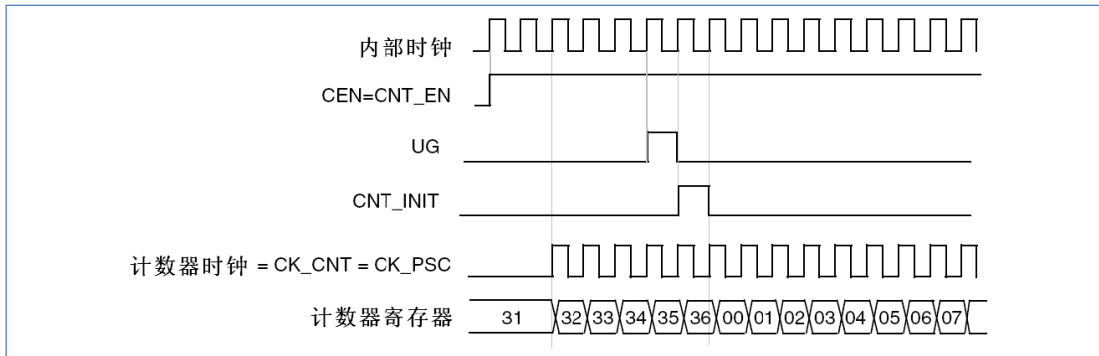 内部时钟
CEN=CNT_EN
UG
CNT_INIT
计数器时钟 = CK_CNT = CK_PSC
计数器寄存器 31 32 33 34 35 36 00 01 02 03 04 05 06 07